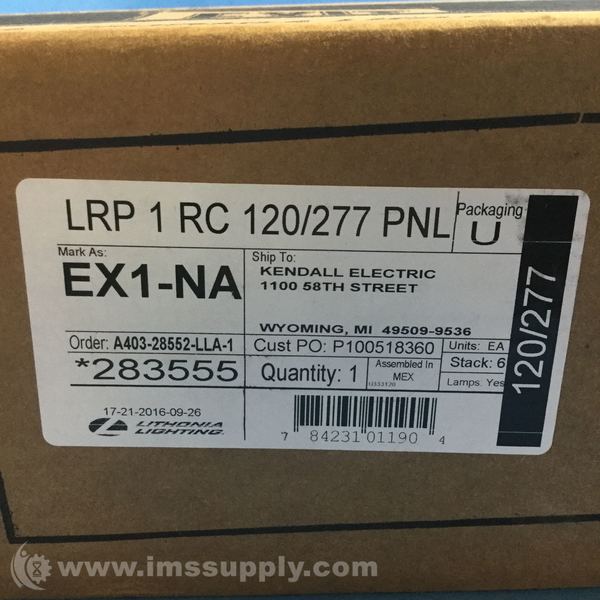 LRP 1 RC 120/277 PNL
Packaging
U
Mark As:
EX1-NA
Ship To:
KENDALL ELECTRIC
1100 58TH STREET
WYOMING, MI 49509-9536
120/277
Order: A403-28552-LLA-1
Cust PO: P100518360
Units: EA
*283555
Quantity: 1
Assembled In
MEX
U333120
Stack: 6
Lamps: Yes
17-21-2016-09-26
LITHONIA
LIGHTING
7 84231 01190 4
www.imssupply.com